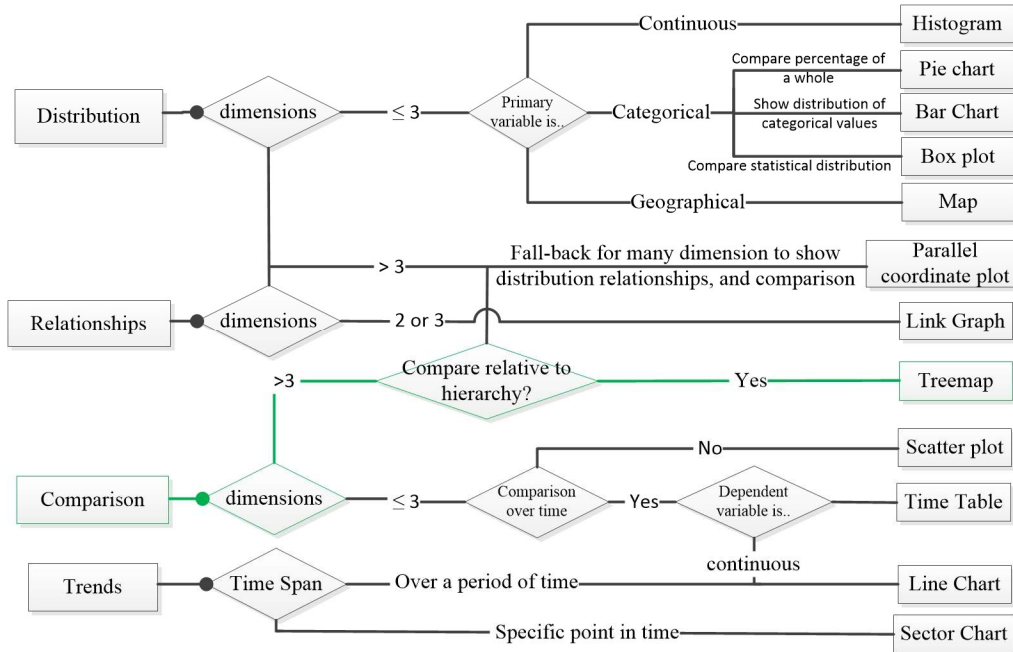 Continuous
Histogram
Compare percentage of
a whole
Pie chart
Distribution
dimensions
≤ 3
Primary
variable is..
Categorical
Show distribution of
categorical values
Bar Chart
Compare statistical distribution
Box plot
Geographical
Map
> 3
Fall-back for many dimension to show
distribution relationships, and comparison
Parallel
coordinate plot
Relationships
dimensions
2 or 3
Link Graph
>3
Compare relative to
hierarchy?
Yes
Treemap
No
Scatter plot
Comparison
dimensions
≤ 3
Comparison
over time
Yes
Dependent
variable is..
Time Table
continuous
Trends
Time Span
Over a period of time
Line Chart
Specific point in time
Sector Chart